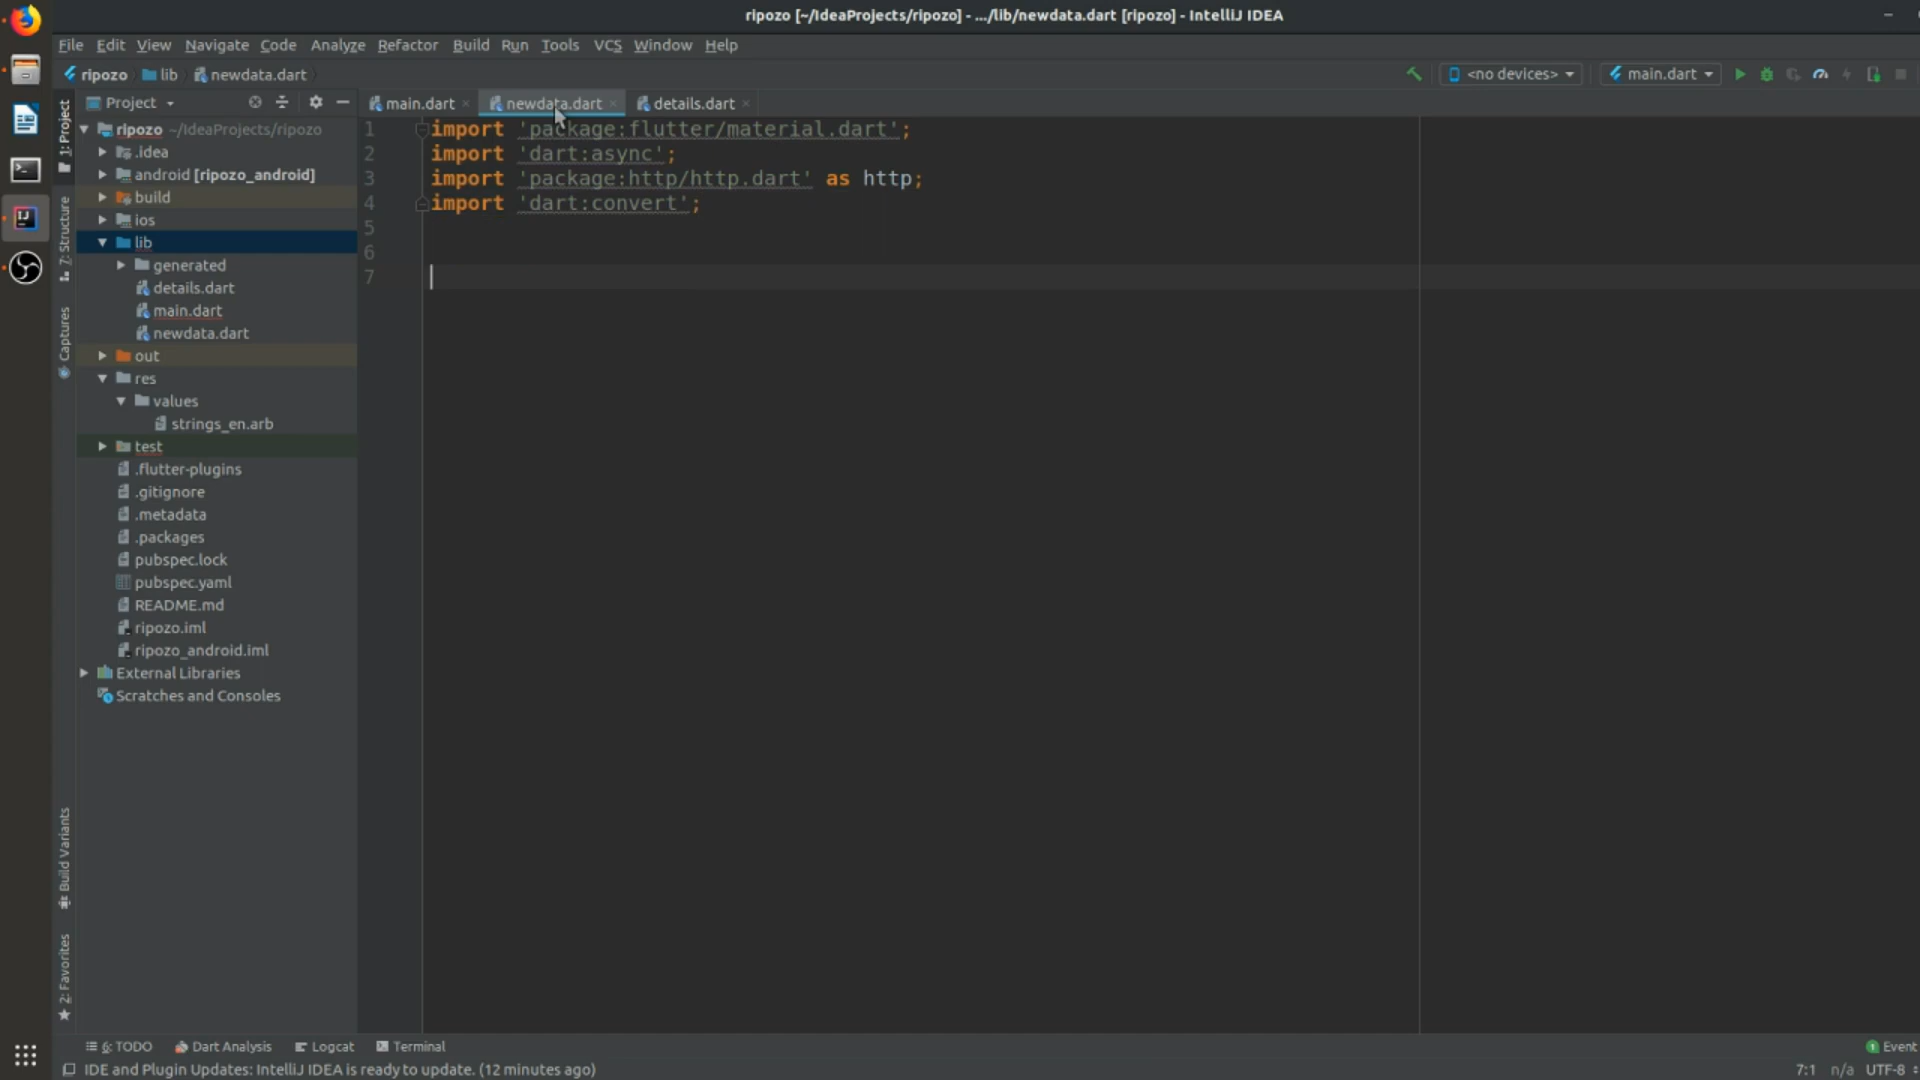 ripozo [~/IdeaProjects/ripozo] - .../lib/newdata.dart [ripozo] - IntelliJ IDEA
File Edit View Navigate Code Analyze Refactor Build Run Tools VCS Window Help
ripozo lib newdata.dart <no devices> main.dart
Project main.dart newdata.dart details.dart
1: Project
7: Structure
Captures
Build Variants
2: Favorites
ripozo ~/IdeaProjects/ripozo
.idea
android [ripozo_android]
build
ios
lib
generated
details.dart
main.dart
newdata.dart
out
res
values
strings_en.arb
test
.flutter-plugins
.gitignore
.metadata
.packages
pubspec.lock
pubspec.yaml
README.md
ripozo.iml
ripozo_android.iml
External Libraries
Scratches and Consoles
1 import 'package:flutter/material.dart';
2 import 'dart:async';
3 import 'package:http/http.dart' as http;
4 import 'dart:convert';
5
6
7
6: TODO Dart Analysis Logcat Terminal 1 Event
IDE and Plugin Updates: IntelliJ IDEA is ready to update. (12 minutes ago) 7:1 n/a UTF-8